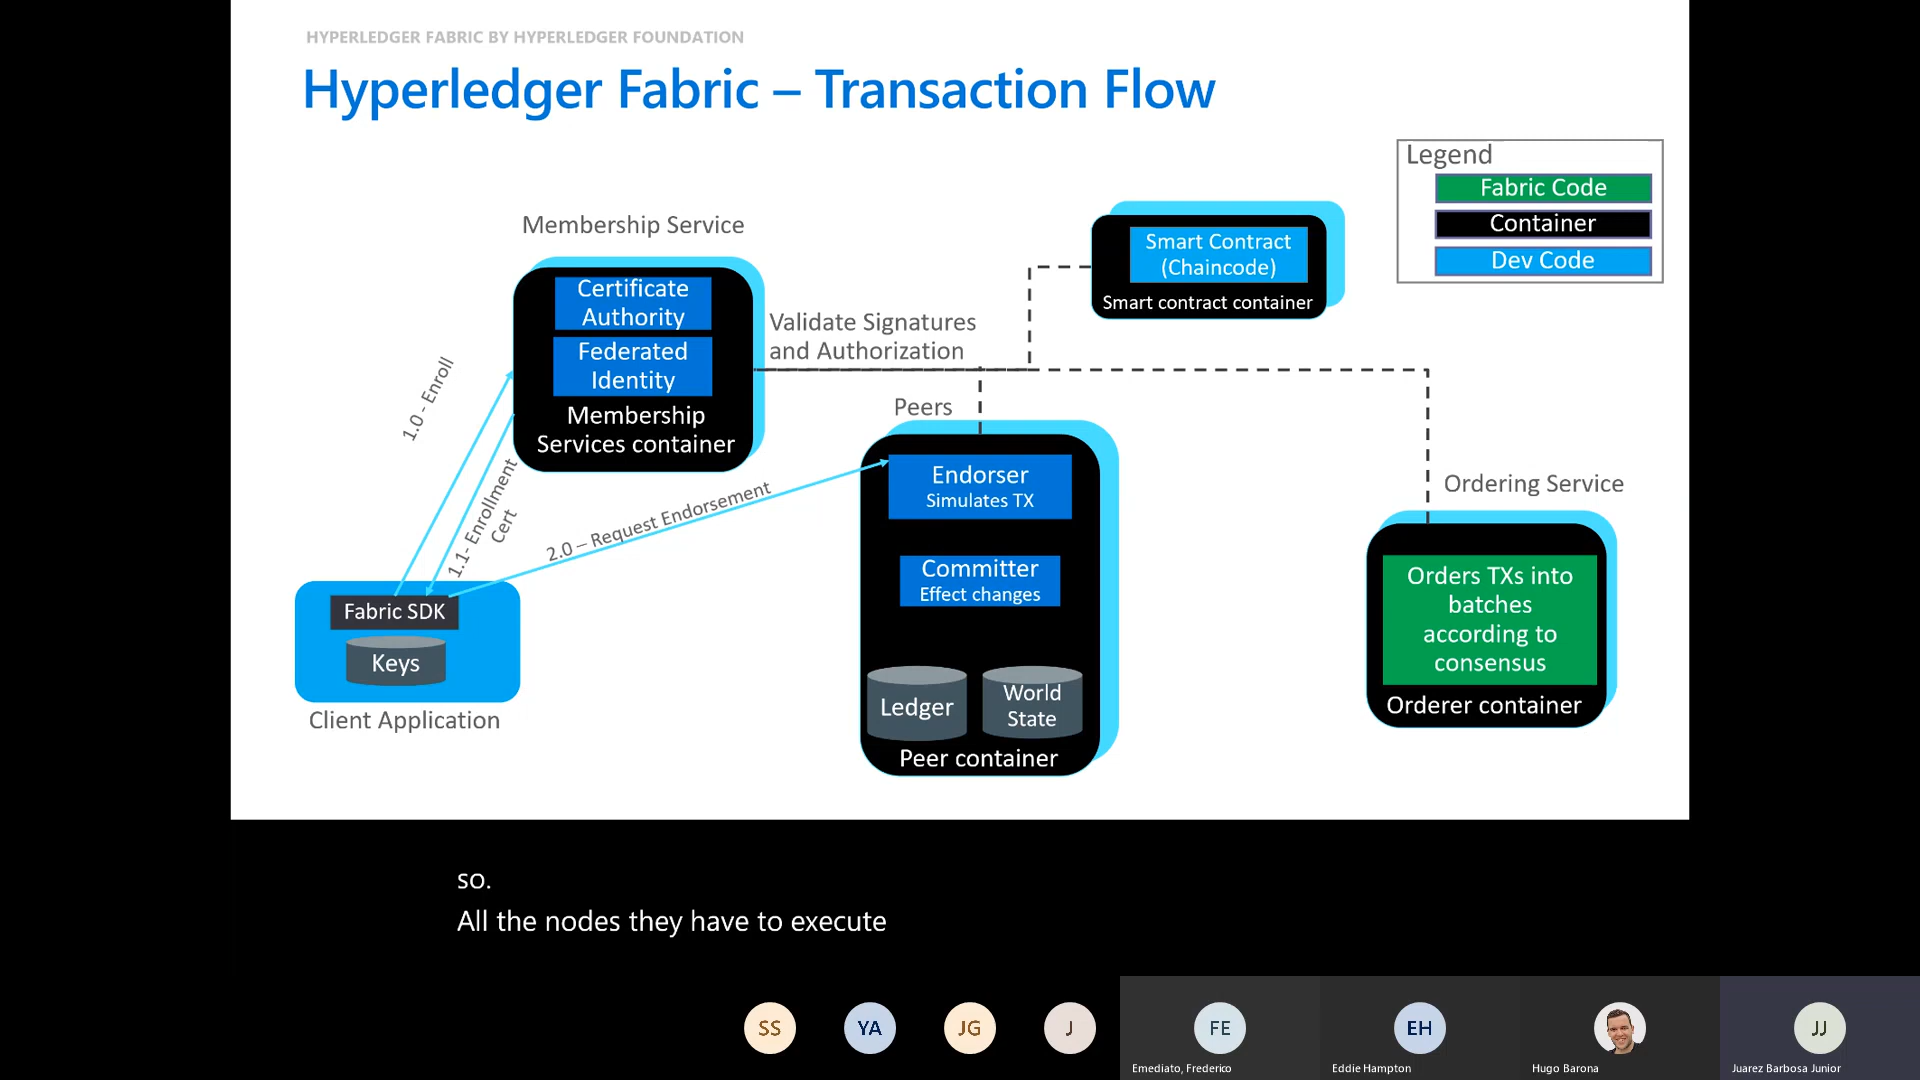 HYPERLEDGER FABRIC BY HYPERLEDGER FOUNDATION
Hyperledger Fabric – Transaction Flow
Legend
Fabric Code
Container
Dev Code
Membership Service
Certificate
Authority
Federated
Identity
Membership
Services container
Validate Signatures
and Authorization
Smart Contract
(Chaincode)
Smart contract container
1.0 - Enroll
1.1- Enrollment
Cert
2.0 – Request Endorsement
Peers
Endorser
Simulates TX
Committer
Effect changes
Ledger
World
State
Peer container
Ordering Service
Orders TXs into
batches
according to
consensus
Orderer container
Fabric SDK
Keys
Client Application
so.
All the nodes they have to execute
SS
YA
JG
J
FE
Emediato, Frederico
EH
Eddie Hampton
Hugo Barona
JJ
Juarez Barbosa Junior